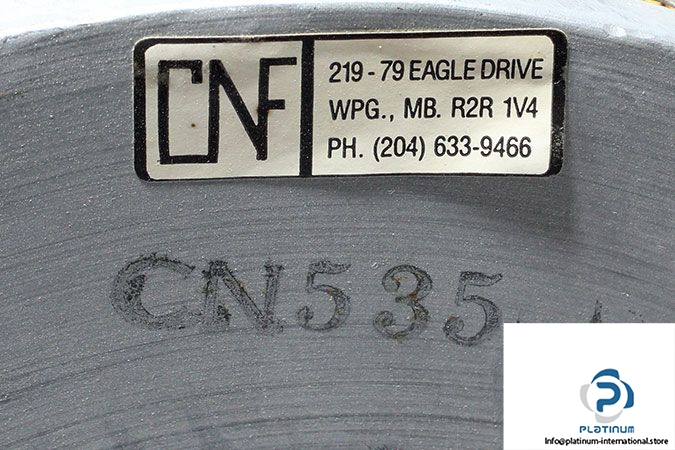 CNF
219 - 79 EAGLE DRIVE
WPG., MB. R2R 1V4
PH. (204) 633-9466
CN535
PLATINUM
Info@platinum-international.store